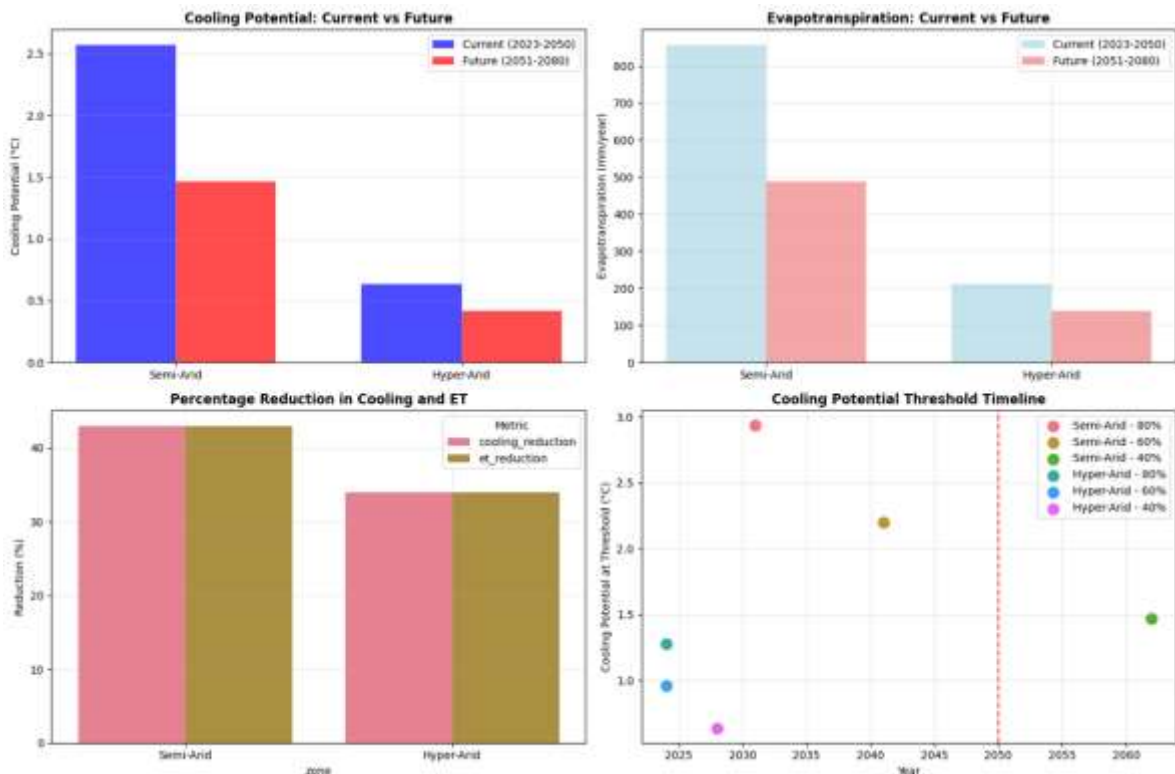 Cooling Potential: Current vs Future
Cooling Potential (°C)
2.5
2.0
1.5
1.0
0.5
0.0
Current (2023-2050)
Future (2051-2080)
Semi-Arid
Hyper-Arid
Evapotranspiration: Current vs Future
Evapotranspiration (mm/year)
800
700
600
500
400
300
200
100
0
Current (2023-2050)
Future (2051-2080)
Semi-Arid
Hyper-Arid
Percentage Reduction in Cooling and ET
Reduction (%)
40
30
20
10
0
Metric
cooling_reduction
et_reduction
Semi-Arid
Hyper-Arid
zone
Cooling Potential Threshold Timeline
Cooling Potential at Threshold (°C)
3.0
2.5
2.0
1.5
1.0
Semi-Arid - 80%
Semi-Arid - 60%
Semi-Arid - 40%
Hyper-Arid - 80%
Hyper-Arid - 60%
Hyper-Arid - 40%
2025 2030 2035 2040 2045 2050 2055 2060
Year